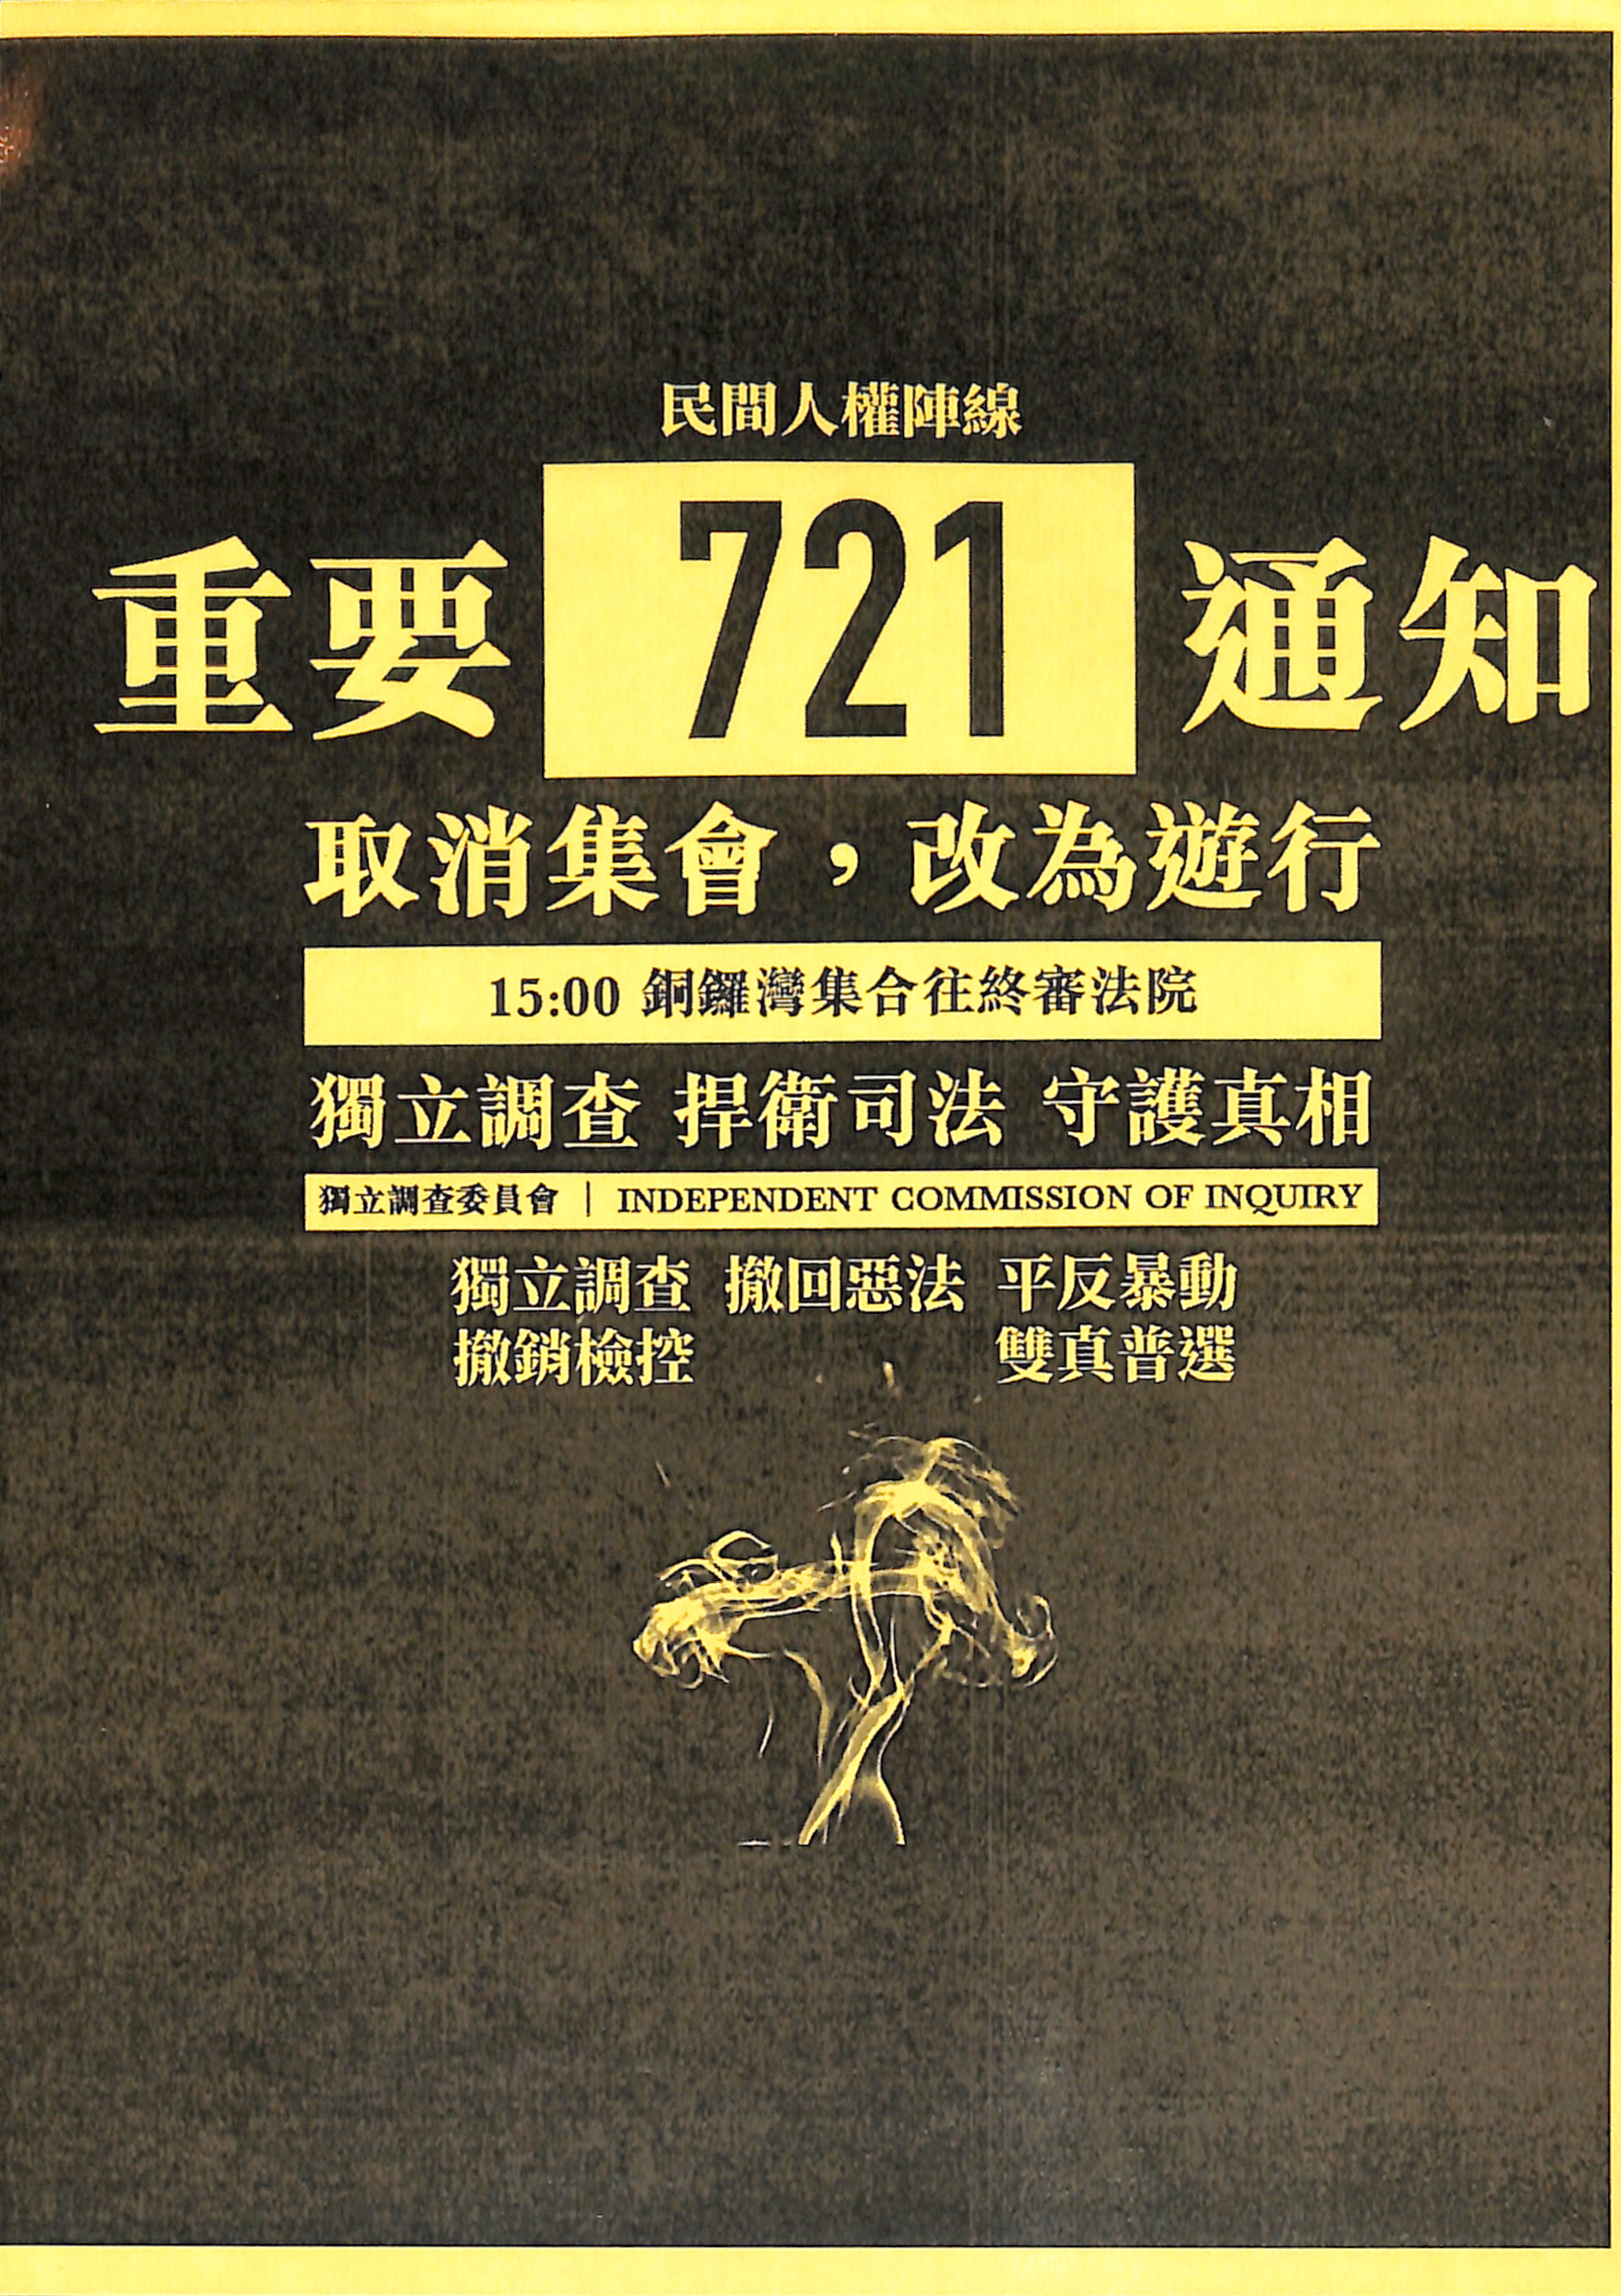 民間人權陣線
重要 721 通知
取消集會，改為遊行
15:00 銅鑼灣集合往終審法院
獨立調查 捍衛司法 守護真相
獨立調查委員會 | INDEPENDENT COMMISSION OF INQUIRY
獨立調查 撤回惡法 平反暴動
撤銷檢控 雙真普選